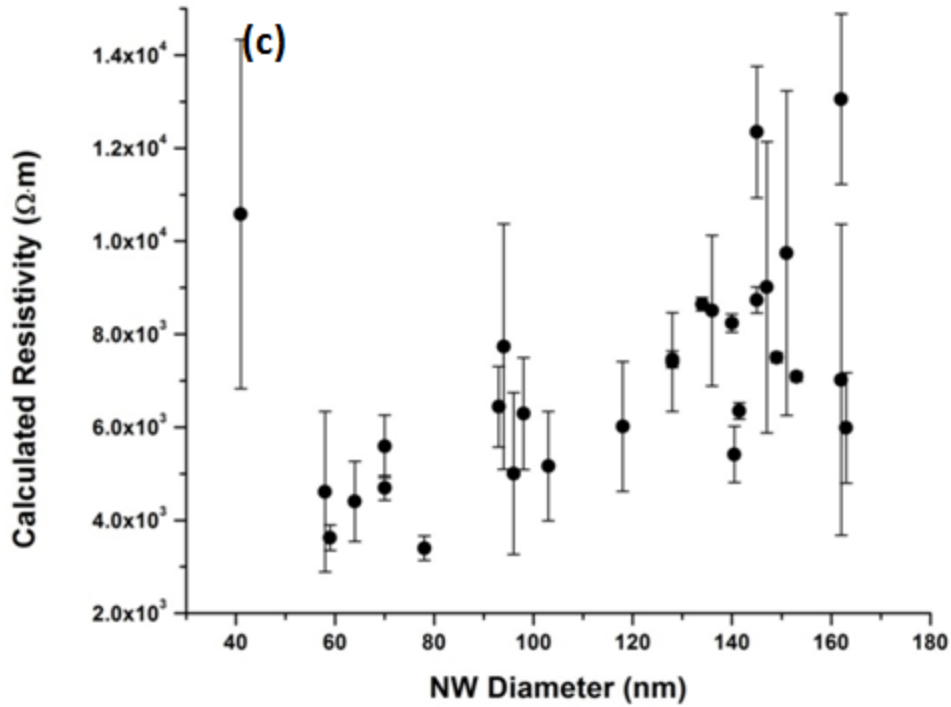 (c)
1.4x10⁴
1.2x10⁴
1.0x10⁴
8.0x10³
6.0x10³
4.0x10³
2.0x10³
Calculated Resistivity (Ω·m)
40 60 80 100 120 140 160 180
NW Diameter (nm)